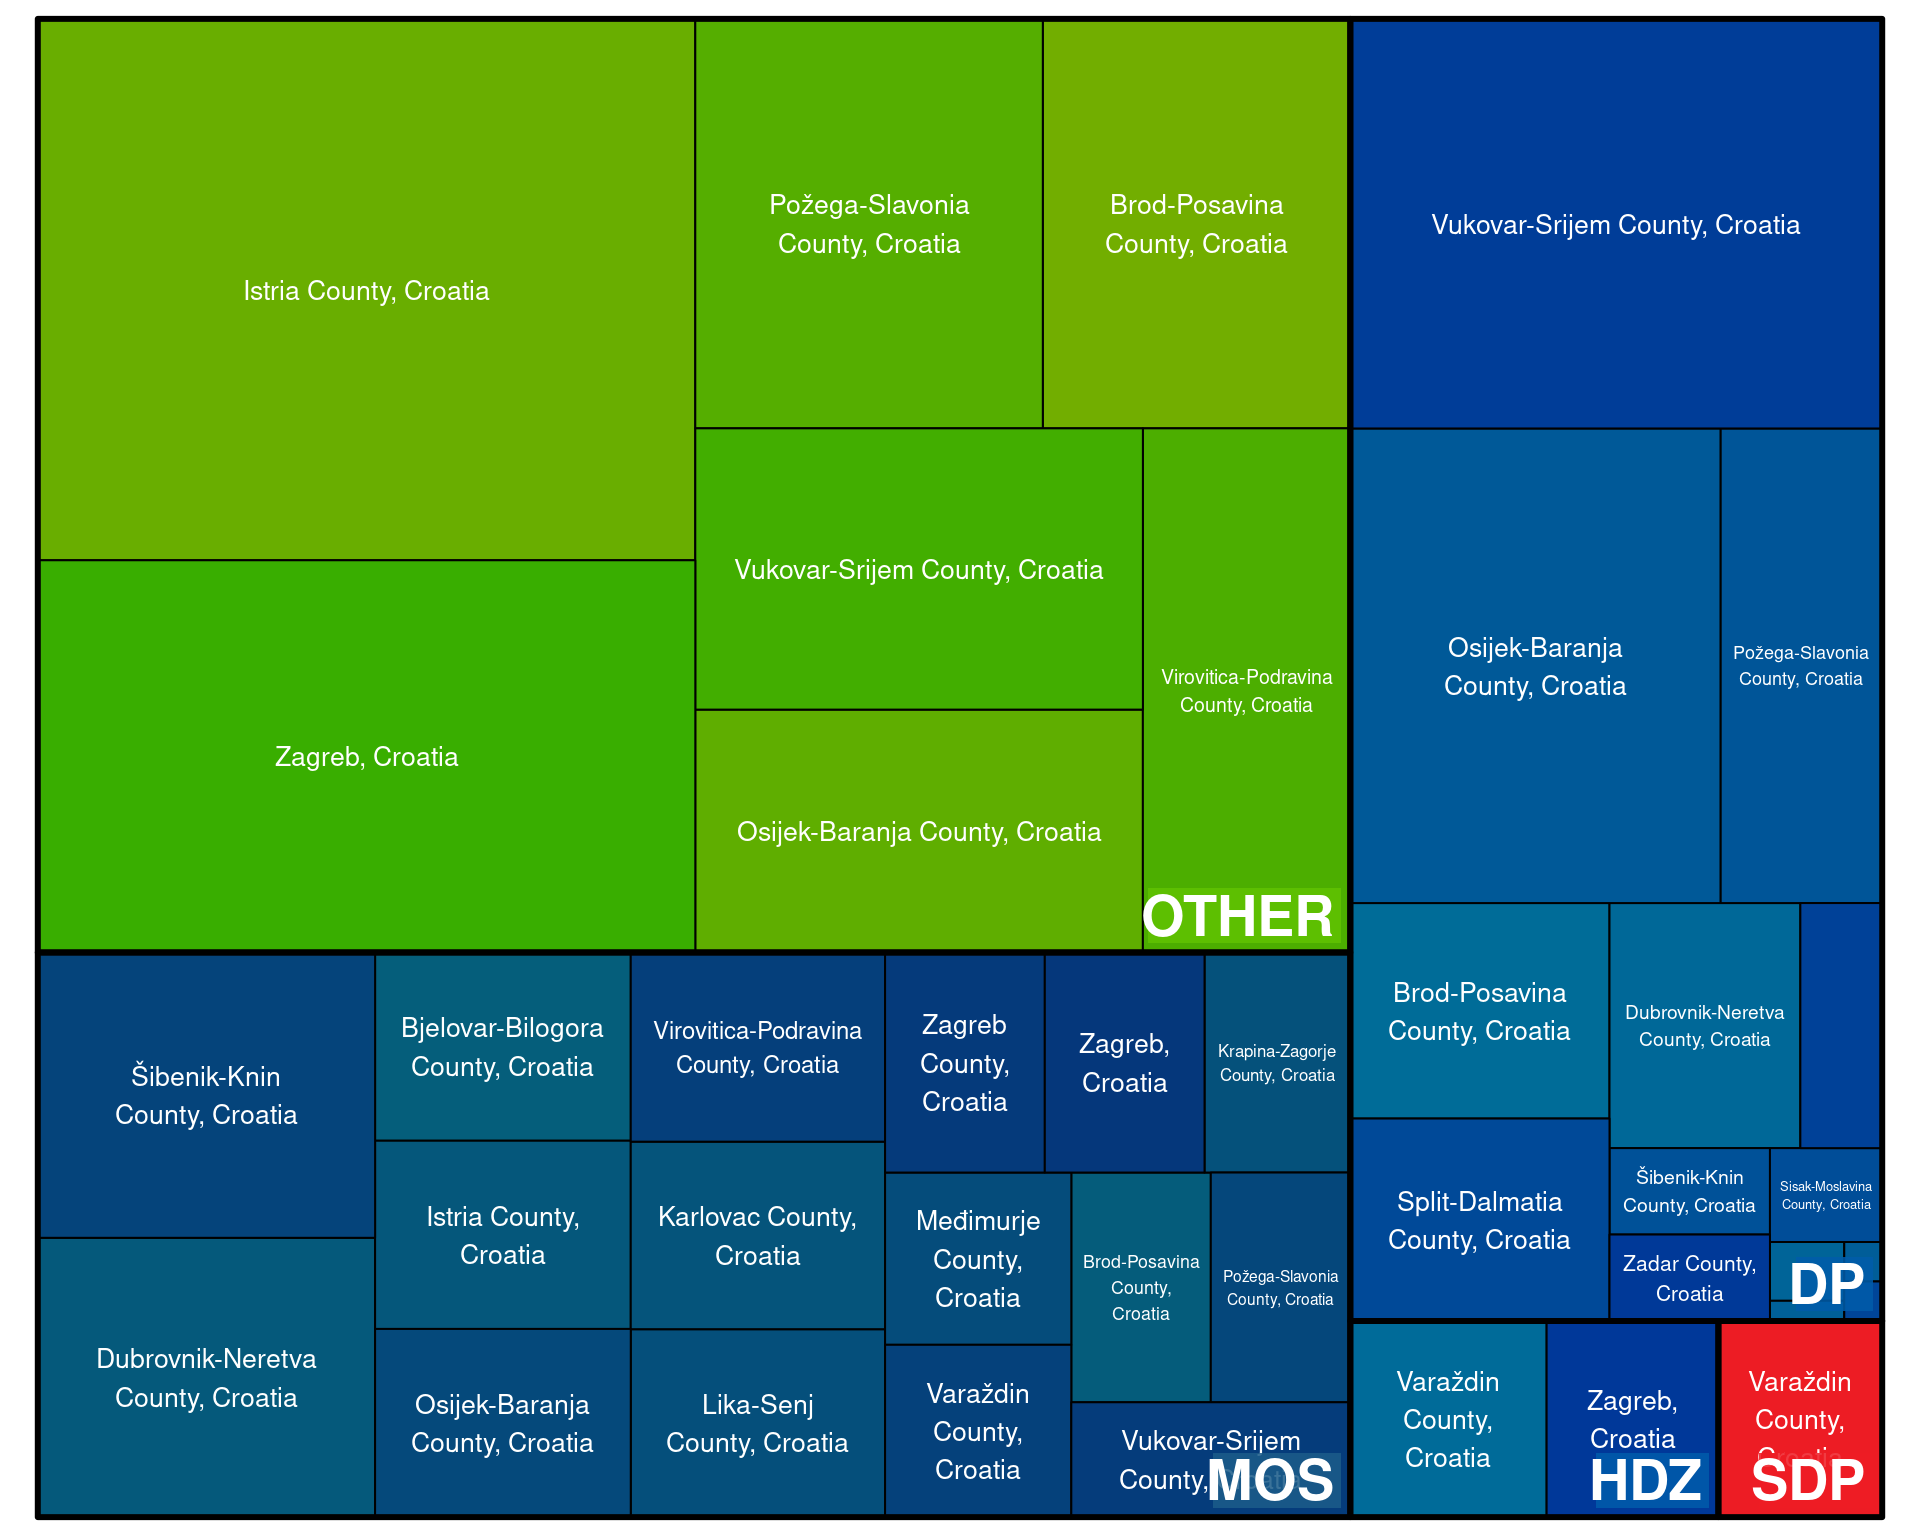 Istria County, Croatia
Zagreb, Croatia
Požega-Slavonia
County, Croatia
Brod-Posavina
County, Croatia
Vukovar-Srijem County, Croatia
Osijek-Baranja County, Croatia
Virovitica-Podravina
County, Croatia
OTHER
Vukovar-Srijem County, Croatia
Osijek-Baranja
County, Croatia
Požega-Slavonia
County, Croatia
Brod-Posavina
County, Croatia
Dubrovnik-Neretva
County, Croatia
Split-Dalmatia
County, Croatia
Šibenik-Knin
County, Croatia
Sisak-Moslavina
County, Croatia
Zadar County,
Croatia
DP
Šibenik-Knin
County, Croatia
Dubrovnik-Neretva
County, Croatia
Bjelovar-Bilogora
County, Croatia
Istria County,
Croatia
Osijek-Baranja
County, Croatia
Virovitica-Podravina
County, Croatia
Karlovac County,
Croatia
Lika-Senj
County, Croatia
Zagreb
County,
Croatia
Zagreb,
Croatia
Krapina-Zagorje
County, Croatia
Međimurje
County,
Croatia
Varaždin
County,
Croatia
Brod-Posavina
County,
Croatia
Požega-Slavonia
County, Croatia
Vukovar-Srijem
County,
MOS
Varaždin
County,
Croatia
Zagreb,
Croatia
HDZ
Varaždin
County,
Croatia
SDP